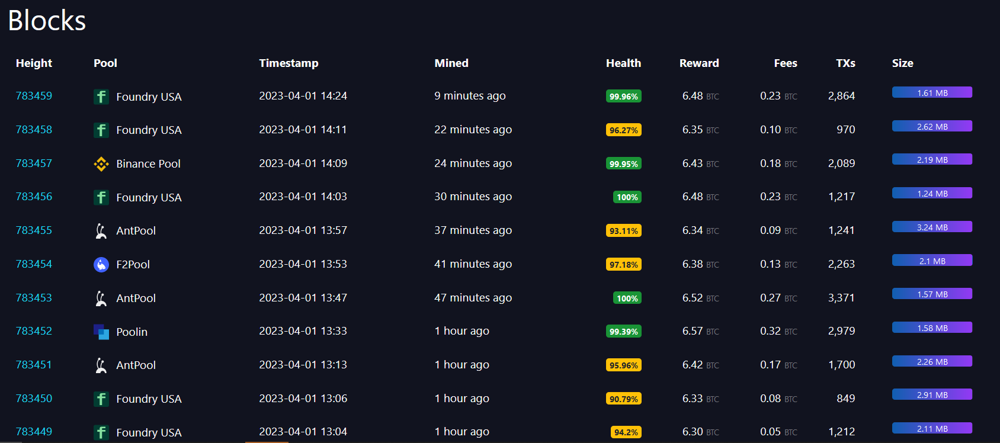 Blocks
Height Pool Timestamp Mined Health Reward Fees TXs Size
783459 Foundry USA 2023-04-01 14:24 9 minutes ago 99.96% 6.48 BTC 0.23 BTC 2,864 1.61 MB
783458 Foundry USA 2023-04-01 14:11 22 minutes ago 96.27% 6.35 BTC 0.10 BTC 970 2.62 MB
783457 Binance Pool 2023-04-01 14:09 24 minutes ago 99.95% 6.43 BTC 0.18 BTC 2,089 2.19 MB
783456 Foundry USA 2023-04-01 14:03 30 minutes ago 100% 6.48 BTC 0.23 BTC 1,217 1.24 MB
783455 AntPool 2023-04-01 13:57 37 minutes ago 93.11% 6.34 BTC 0.09 BTC 1,241 3.24 MB
783454 F2Pool 2023-04-01 13:53 41 minutes ago 97.18% 6.38 BTC 0.13 BTC 2,263 2.1 MB
783453 AntPool 2023-04-01 13:47 47 minutes ago 100% 6.52 BTC 0.27 BTC 3,371 1.57 MB
783452 Poolin 2023-04-01 13:33 1 hour ago 99.39% 6.57 BTC 0.32 BTC 2,979 1.58 MB
783451 AntPool 2023-04-01 13:13 1 hour ago 95.96% 6.42 BTC 0.17 BTC 1,700 2.26 MB
783450 Foundry USA 2023-04-01 13:06 1 hour ago 90.79% 6.33 BTC 0.08 BTC 849 2.91 MB
783449 Foundry USA 2023-04-01 13:04 1 hour ago 94.2% 6.30 BTC 0.05 BTC 1,212 2.11 MB